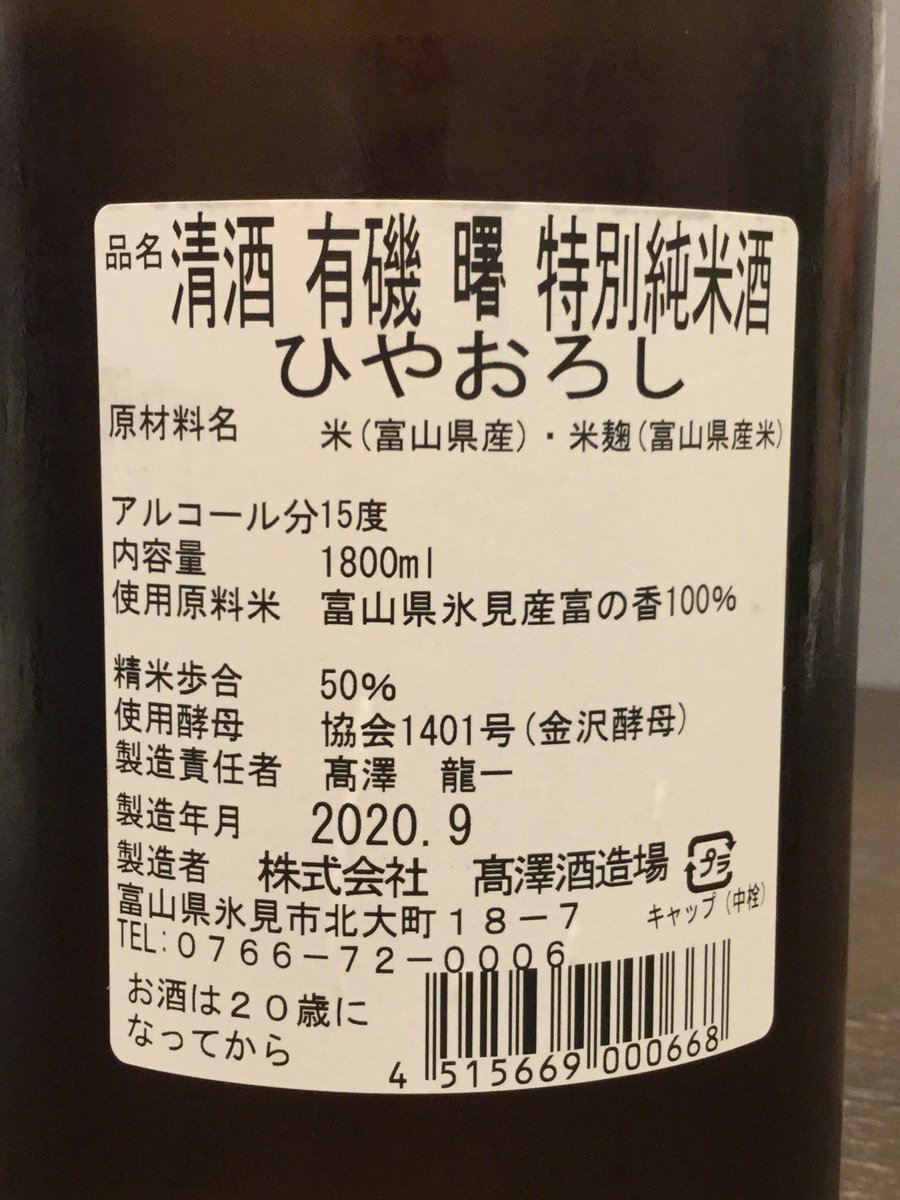 品名 清酒 有磯 曙 特別純米酒
ひやおろし
原材料名 米(富山県産)・米麹(富山県産米)
アルコール分15度
内容量 1800ml
使用原料米 富山県氷見産富の香100%
精米歩合 50%
使用酵母 協会1401号(金沢酵母)
製造責任者 髙澤 龍一
製造年月 2020.9
製造者 株式会社 髙澤酒造場
プラ
富山県氷見市北大町18-7
キャップ(中栓)
TEL:0766-72-0006
お酒は20歳に
なってから
4 515669 000668